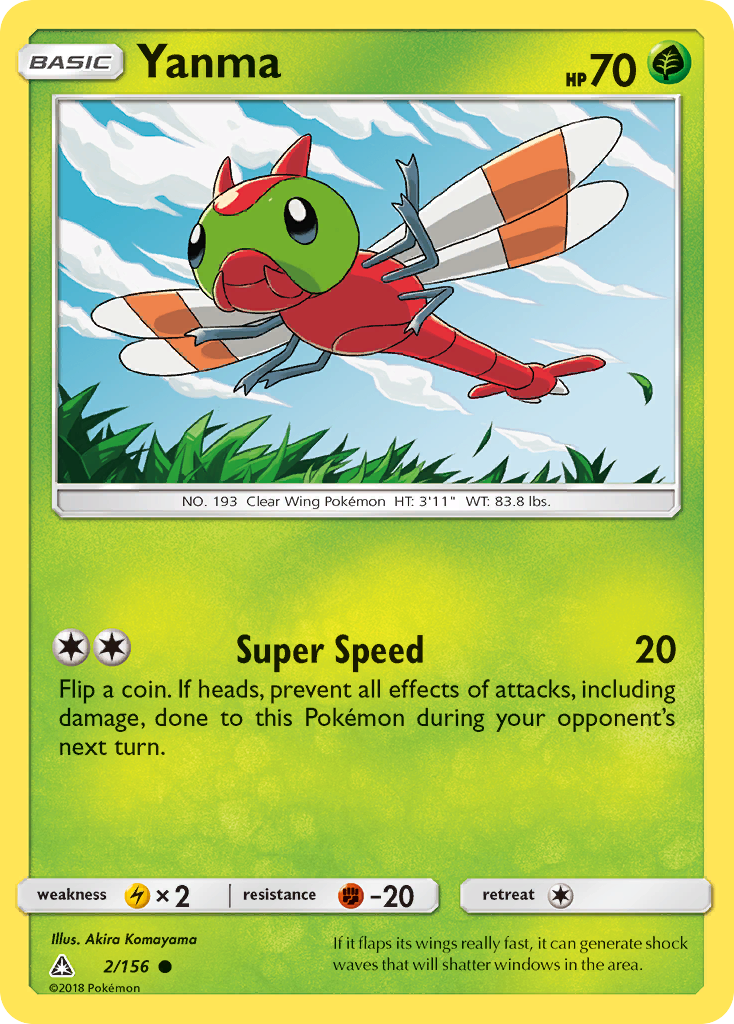 BASIC Yanma HP 70
NO. 193 Clear Wing Pokémon HT: 3'11" WT: 83.8 lbs.
Super Speed 20
Flip a coin. If heads, prevent all effects of attacks, including
damage, done to this Pokémon during your opponent's
next turn.
weakness × 2 resistance -20 retreat
Illus. Akira Komayama
2/156
©2018 Pokémon
If it flaps its wings really fast, it can generate shock
waves that will shatter windows in the area.